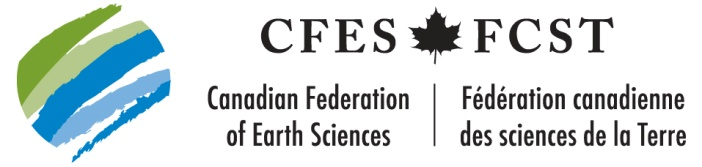 CFES FCST
Canadian Federation
of Earth Sciences
Fédération canadienne
des sciences de la Terre